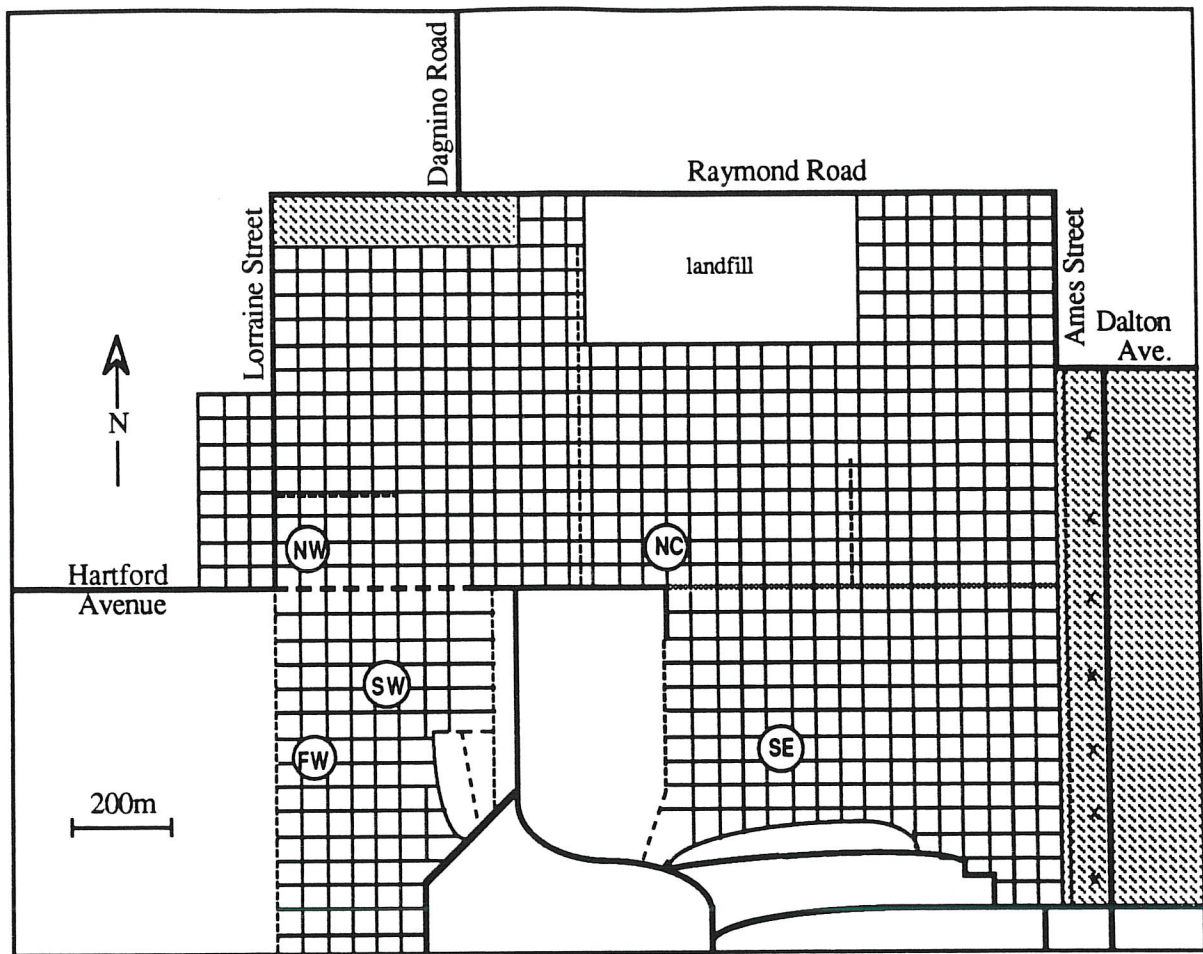 Dagnino Road
Raymond Road
Lorraine Street
landfill
Ames Street
Dalton
Ave.
N
NW
NC
Hartford
Avenue
SW
FW
SE
200m